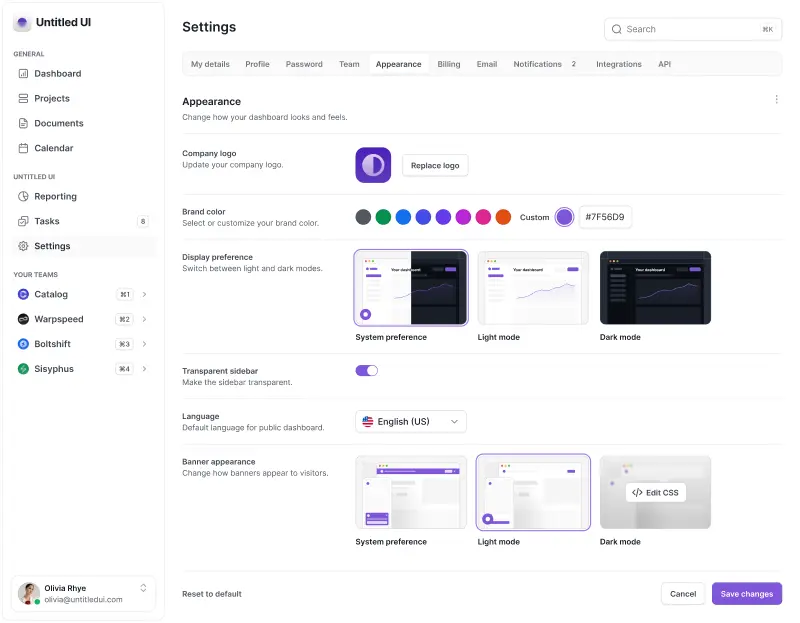 Untitled UI
GENERAL
Dashboard
Projects
Documents
Calendar
UNTITLED UI
Reporting
Tasks 8
Settings
YOUR TEAMS
Catalog ⌘1
Warpspeed ⌘2
Boltshift ⌘3
Sisyphus ⌘4
Olivia Rhye
olivia@untitledui.com
Settings
Search ⌘K
My details Profile Password Team Appearance Billing Email Notifications 2 Integrations API
Appearance
Change how your dashboard looks and feels.
Company logo
Update your company logo.
Replace logo
Brand color
Select or customize your brand color.
Custom #7F56D9
Display preference
Switch between light and dark modes.
Your dashboard
Your dashboard
Your dashboard
System preference Light mode Dark mode
Transparent sidebar
Make the sidebar transparent.
Language
Default language for public dashboard.
English (US)
Banner appearance
Change how banners appear to visitors.
</> Edit CSS
System preference Light mode Dark mode
Reset to default Cancel Save changes